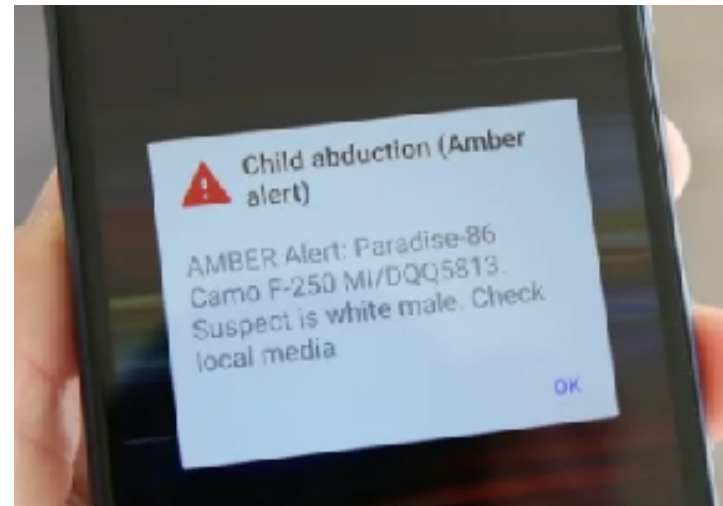 Child abduction (Amber
alert)
AMBER Alert: Paradise-86
Camo F-250 MI/DQQ5813.
Suspect is white male. Check
local media
OK